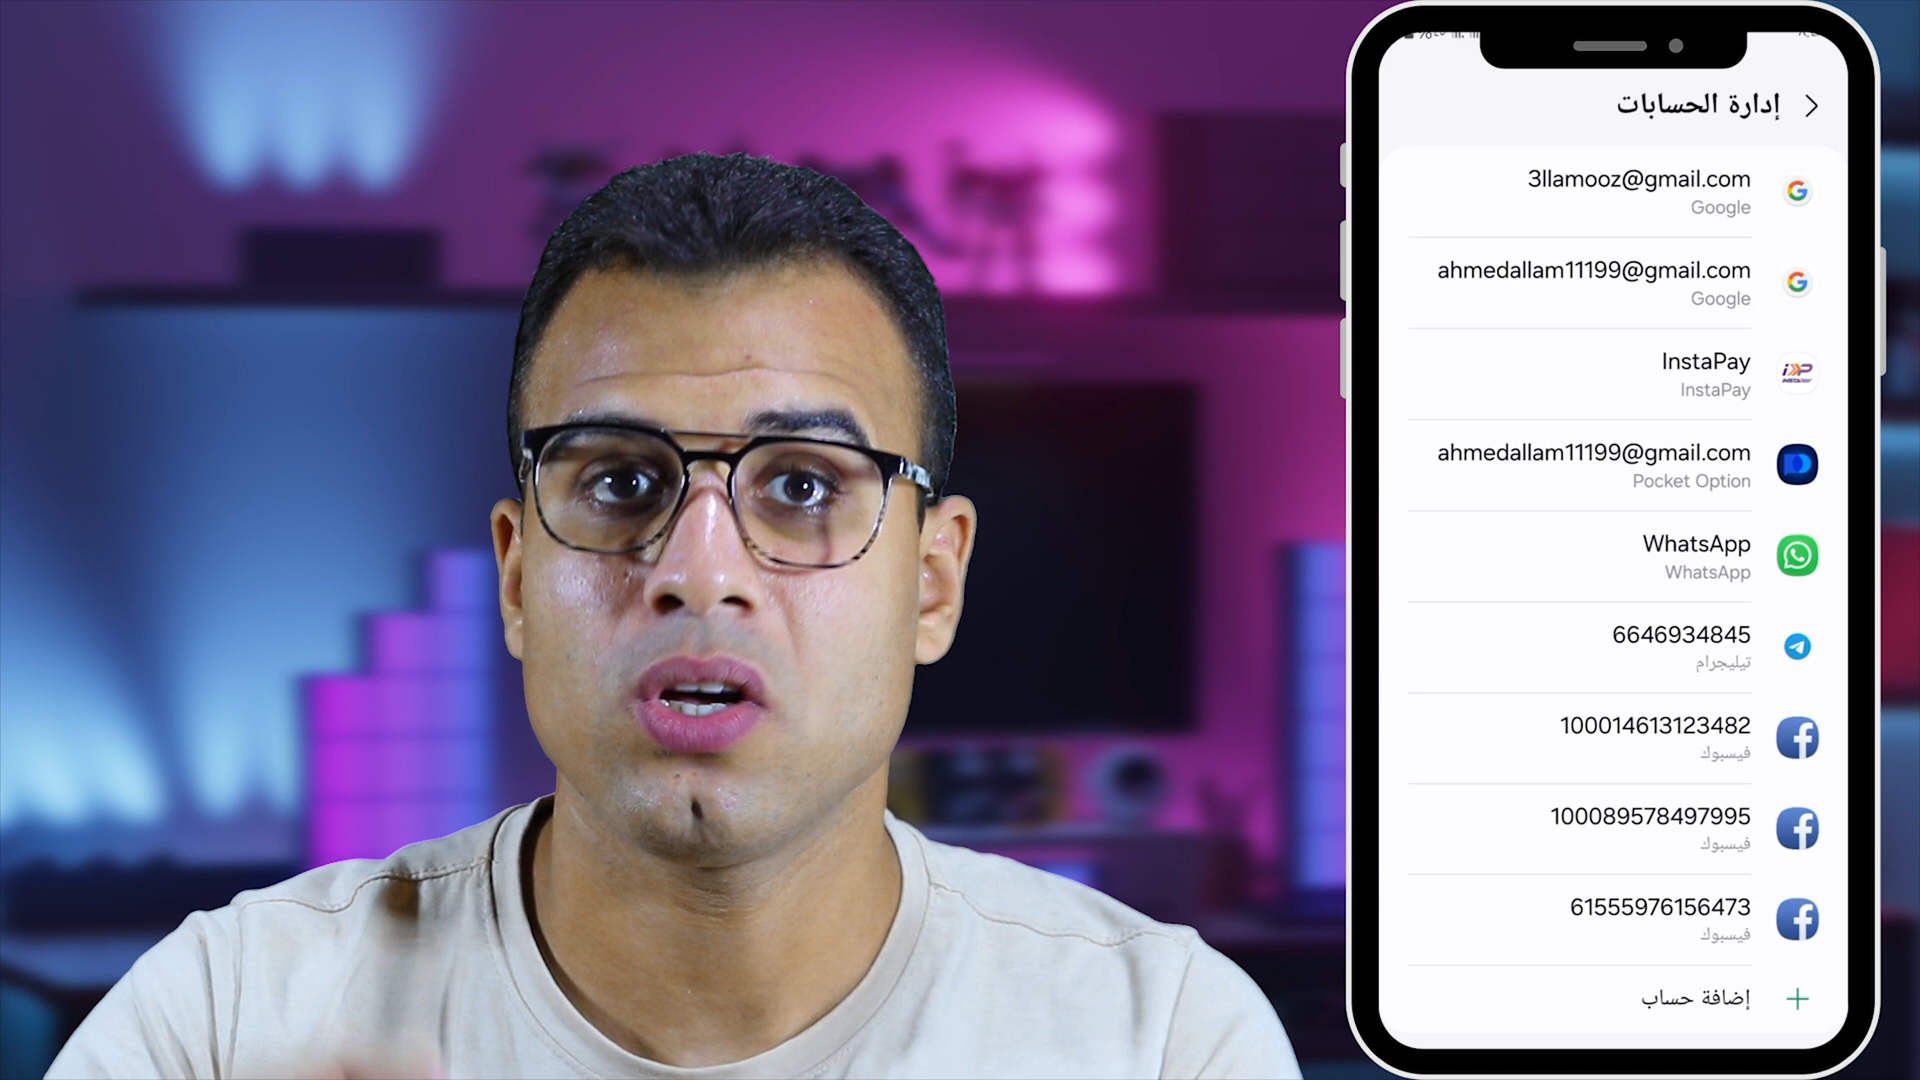 إدارة الحسابات
3llamooz@gmail.com
Google
ahmedallam11199@gmail.com
Google
InstaPay
InstaPay
ahmedallam11199@gmail.com
Pocket Option
WhatsApp
WhatsApp
6646934845
تيليجرام
100014613123482
فيسبوك
100089578497995
فيسبوك
61555976156473
فيسبوك
إضافة حساب